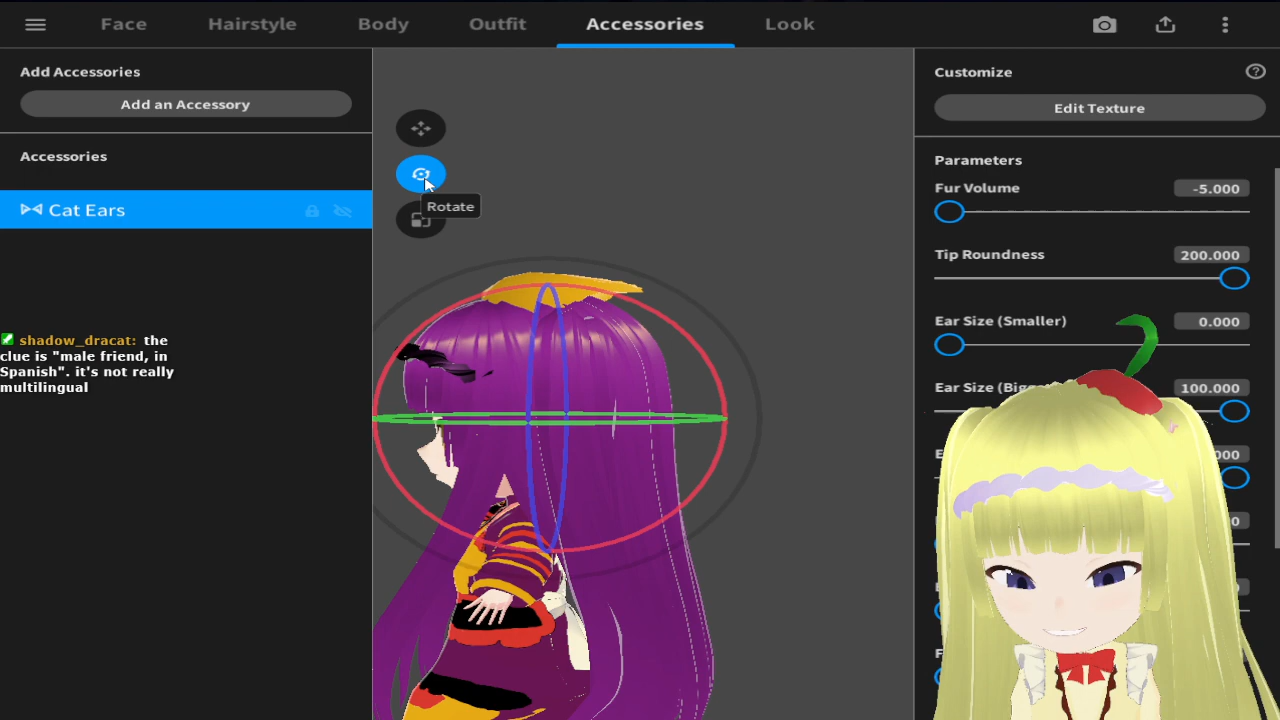 Face Hairstyle Body Outfit Accessories Look
Add Accessories
Add an Accessory
Accessories
Cat Ears
Rotate
shadow_dracat: the
clue is "male friend, in
Spanish". it's not really
multilingual
Customize
Edit Texture
Parameters
Fur Volume -5.000
Tip Roundness 200.000
Ear Size (Smaller) 0.000
Ear Size 100.000